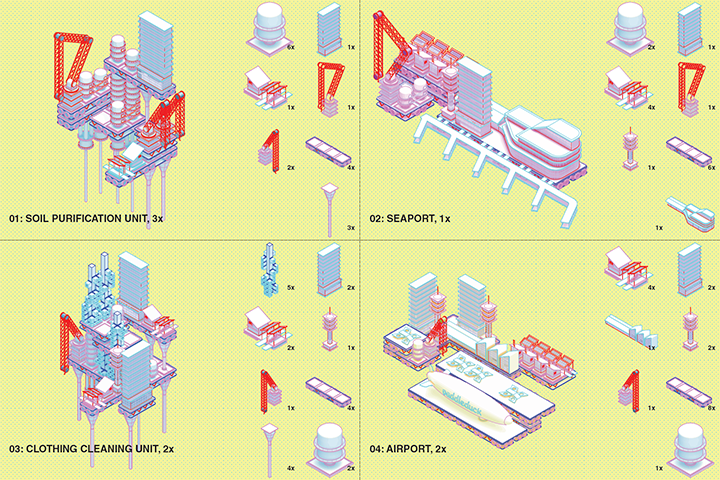 6x
1x
1x
1x
2x
4x
3x
01: SOIL PURIFICATION UNIT, 3x
2x
1x
4x
1x
1x
6x
1x
02: SEAPORT, 1x
5x
2x
2x
1x
1x
4x
4x
2x
03: CLOTHING CLEANING UNIT, 2x
4x
2x
1x
2x
1x
8x
1x
04: AIRPORT, 2x